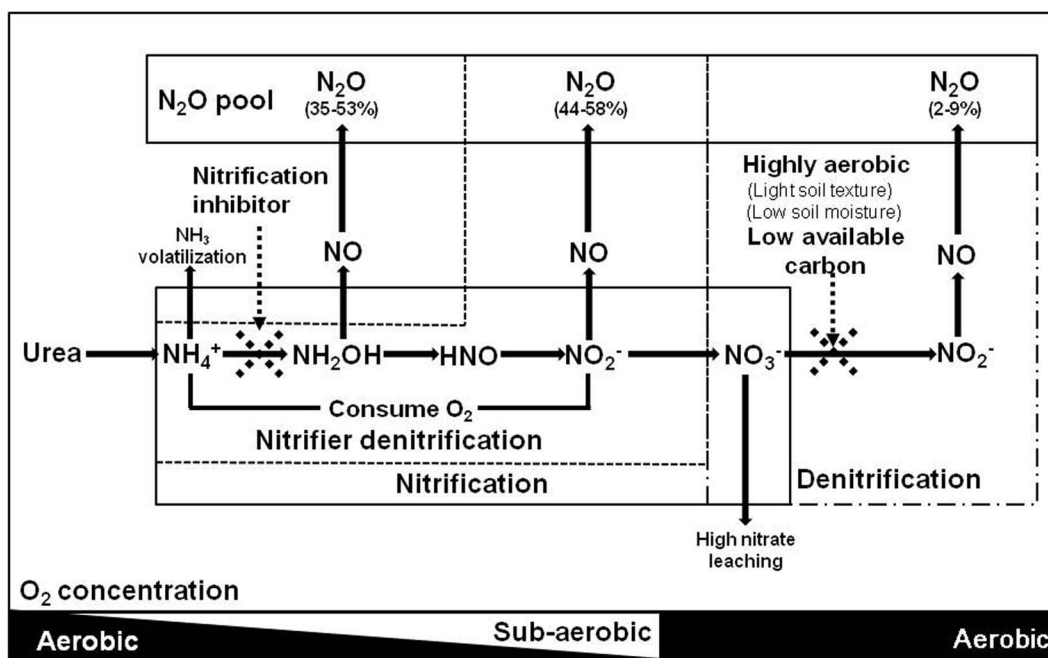 N₂O pool
N₂O
(35-53%)
N₂O
(44-58%)
N₂O
(2-9%)
Nitrification
inhibitor
Highly aerobic
(Light soil texture)
(Low soil moisture)
Low available
carbon
NH₃
volatilization
NO
NO
NO
Urea
NH₄⁺
NH₂OH
HNO
NO₂⁻
NO₃⁻
NO₂⁻
Consume O₂
Nitrifier denitrification
Nitrification
Denitrification
High nitrate
leaching
O₂ concentration
Aerobic
Sub-aerobic
Aerobic